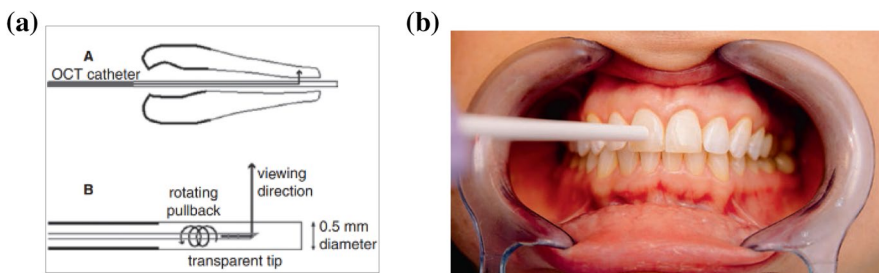 (a)
A
OCT catheter
B
rotating
pullback
viewing
direction
0.5 mm
diameter
transparent tip
(b)